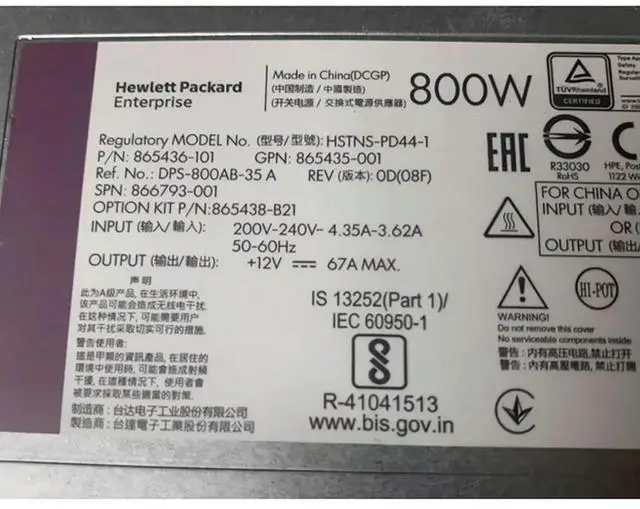 Hewlett Packard
Enterprise
Made in China(DCGP)
(中国制造 / 中國製造)
(开关电源 / 交换式電源供應器)
800W
TÜVRheinland
CERTIFIED
Type App
Safety
Regula
Surveil
Regulatory MODEL No. (型号/ 型號): HSTNS-PD44-1
P/N: 865436-101 GPN: 865435-001
Ref. No.: DPS-800AB-35 A REV (版本): 0D(08F)
SPN: 866793-001
OPTION KIT P/N:865438-B21
INPUT (输入/ 輸入): 200V-240V~ 4.35A-3.62A
50-60Hz
OUTPUT (输出/輸出): +12V 67A MAX.
EAC
R33030
RoHS
HPE, Post
1122 Wi
FOR CHINA O
INPUT (输入/ 輸
OR (
OUTPUT (输出/
声明
此为A级产品, 在生活环境中,
该产品可能会造成无线电干扰.
在这种情况下, 可能需要用户
对其干扰采取切实可行的措施.
警告使用者:
這是甲類的資訊產品, 在居住的
環境中使用時, 可能會造成射頻
干擾, 在這種情況下, 使用者會
被要求採取某些適當的對策.
制造商 : 台达电子工业股份有限公司
製造商 : 台達電子工業股份有限公司
IS 13252(Part 1)/
IEC 60950-1
R-41041513
www.bis.gov.in
HI-POT
WARNING!
Do not remove this cover
No serviceable components inside
警告 : 内有高压电路, 禁止打开
警告 : 內有高壓電路, 禁止打